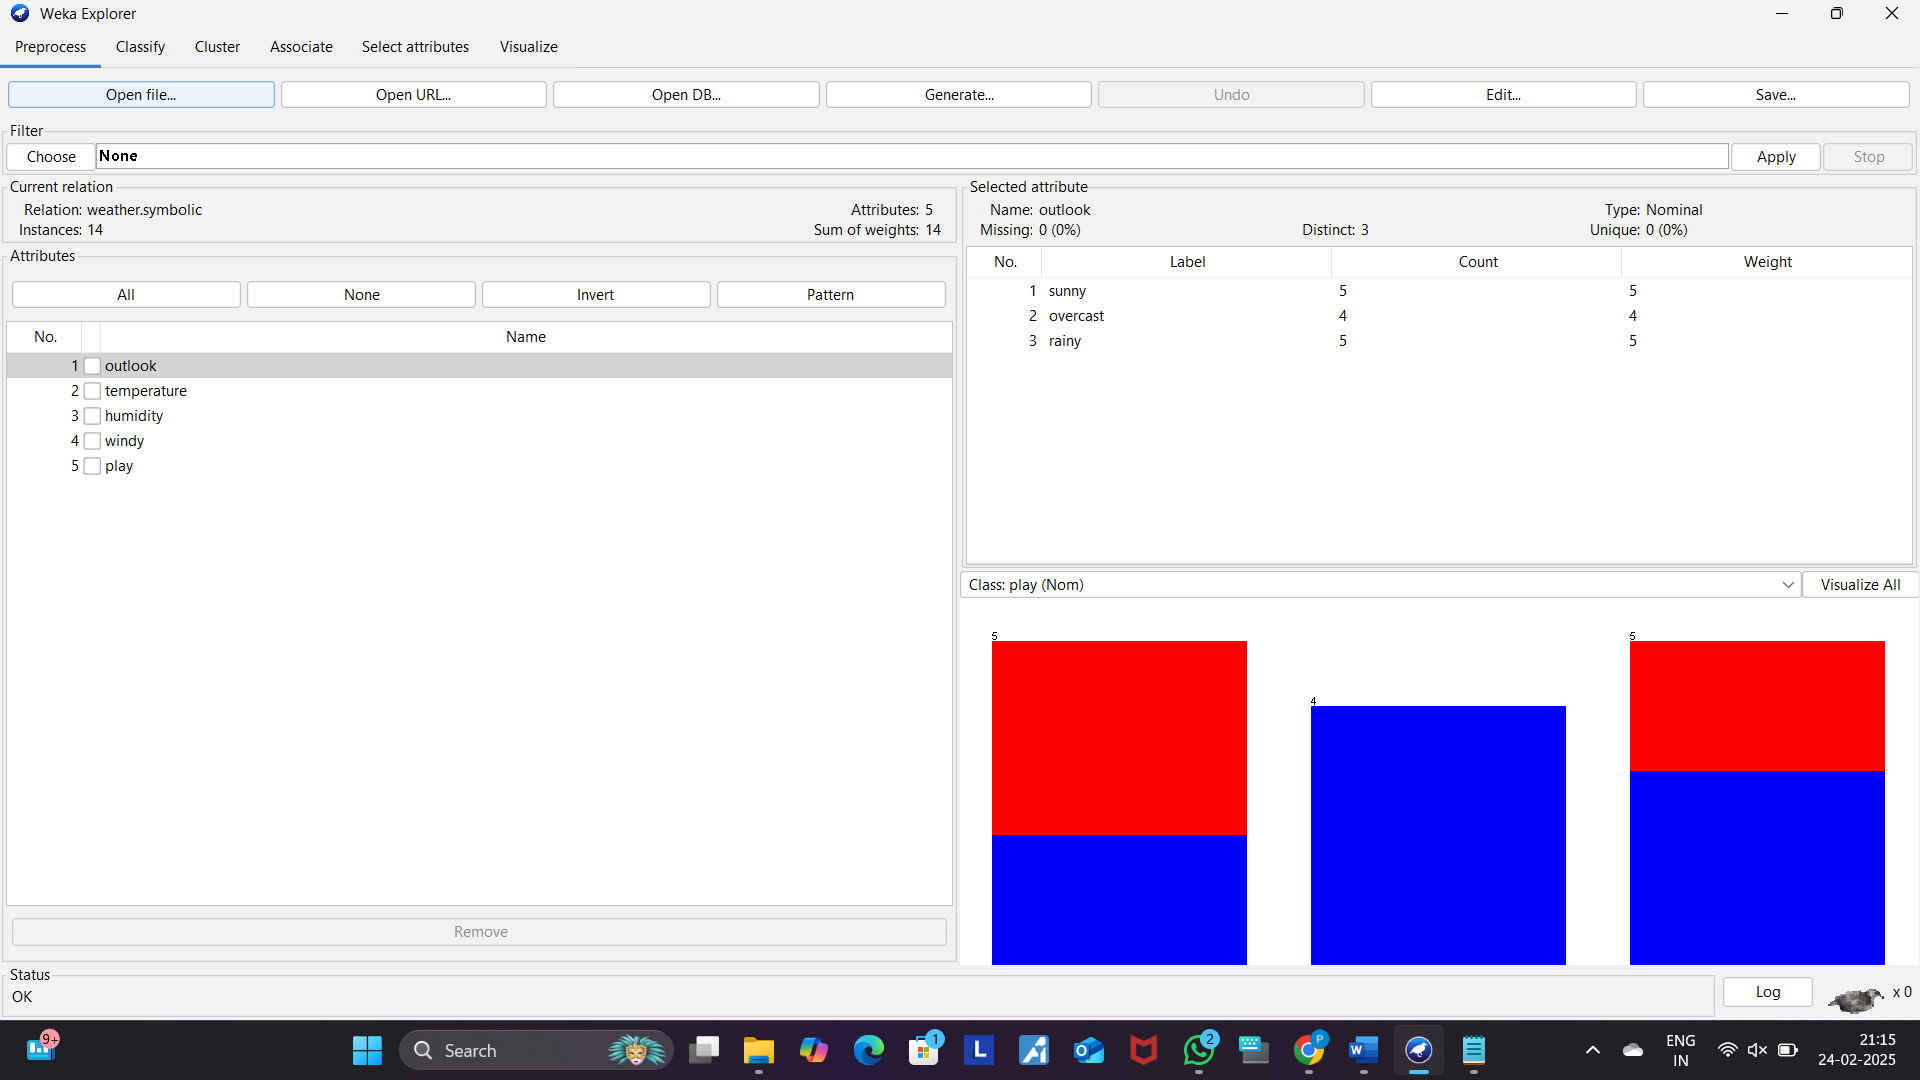 Weka Explorer
Preprocess Classify Cluster Associate Select attributes Visualize
Open file... Open URL... Open DB... Generate... Undo Edit... Save...
Filter
Choose None Apply Stop
Current relation
Relation: weather.symbolic Attributes: 5
Instances: 14 Sum of weights: 14
Attributes
All None Invert Pattern
No. Name
1 outlook
2 temperature
3 humidity
4 windy
5 play
Remove
Selected attribute
Name: outlook Type: Nominal
Missing: 0 (0%) Distinct: 3 Unique: 0 (0%)
No. Label Count Weight
1 sunny 5 5
2 overcast 4 4
3 rainy 5 5
Class: play (Nom) Visualize All
5 5
4
Status
OK
Log x 0
9+ Search 1 L 2 P W ENG
IN 21:15
24-02-2025